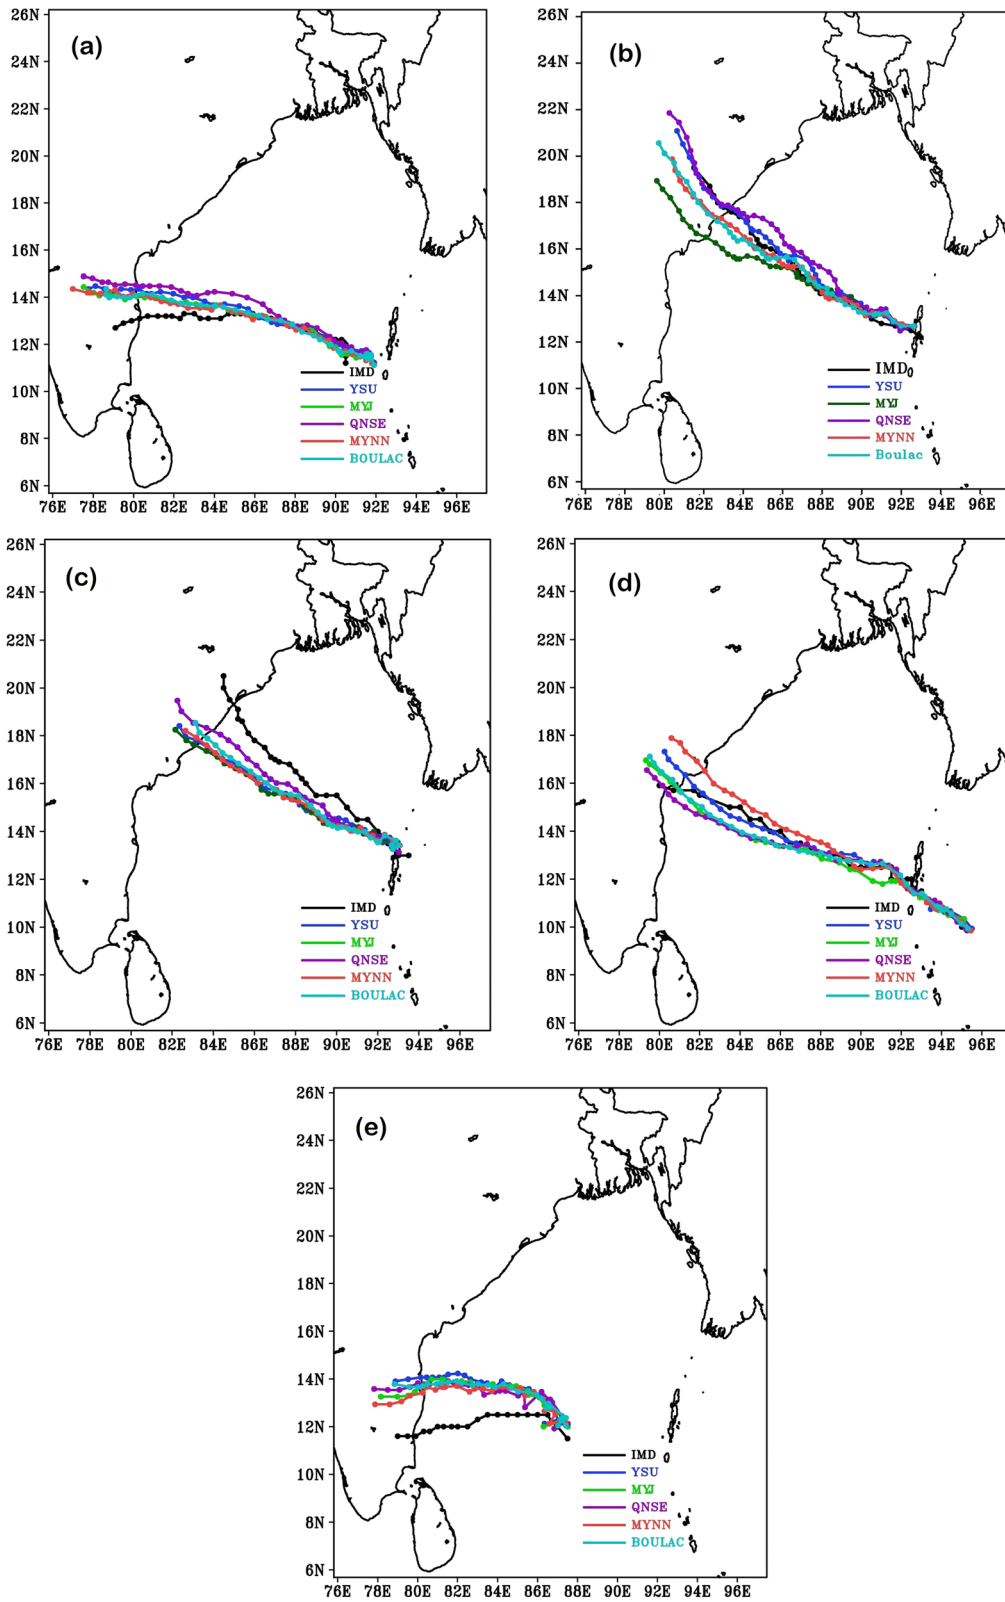 (a)
26N
24N
22N
20N
18N
16N
14N
12N
10N
8N
6N
76E 78E 80E 82E 84E 86E 88E 90E 92E 94E 96E
IMD
YSU
MYJ
QNSE
MYNN
BOULAC
(b)
26N
24N
22N
20N
18N
16N
14N
12N
10N
8N
6N
76E 78E 80E 82E 84E 86E 88E 90E 92E 94E 96E
IMD
YSU
MYJ
QNSE
MYNN
Boulac
(c)
26N
24N
22N
20N
18N
16N
14N
12N
10N
8N
6N
76E 78E 80E 82E 84E 86E 88E 90E 92E 94E 96E
IMD
YSU
MYJ
QNSE
MYNN
BOULAC
(d)
26N
24N
22N
20N
18N
16N
14N
12N
10N
8N
6N
76E 78E 80E 82E 84E 86E 88E 90E 92E 94E 96E
IMD
YSU
MYJ
QNSE
MYNN
BOULAC
(e)
26N
24N
22N
20N
18N
16N
14N
12N
10N
8N
6N
76E 78E 80E 82E 84E 86E 88E 90E 92E 94E 96E
IMD
YSU
MYJ
QNSE
MYNN
BOULAC